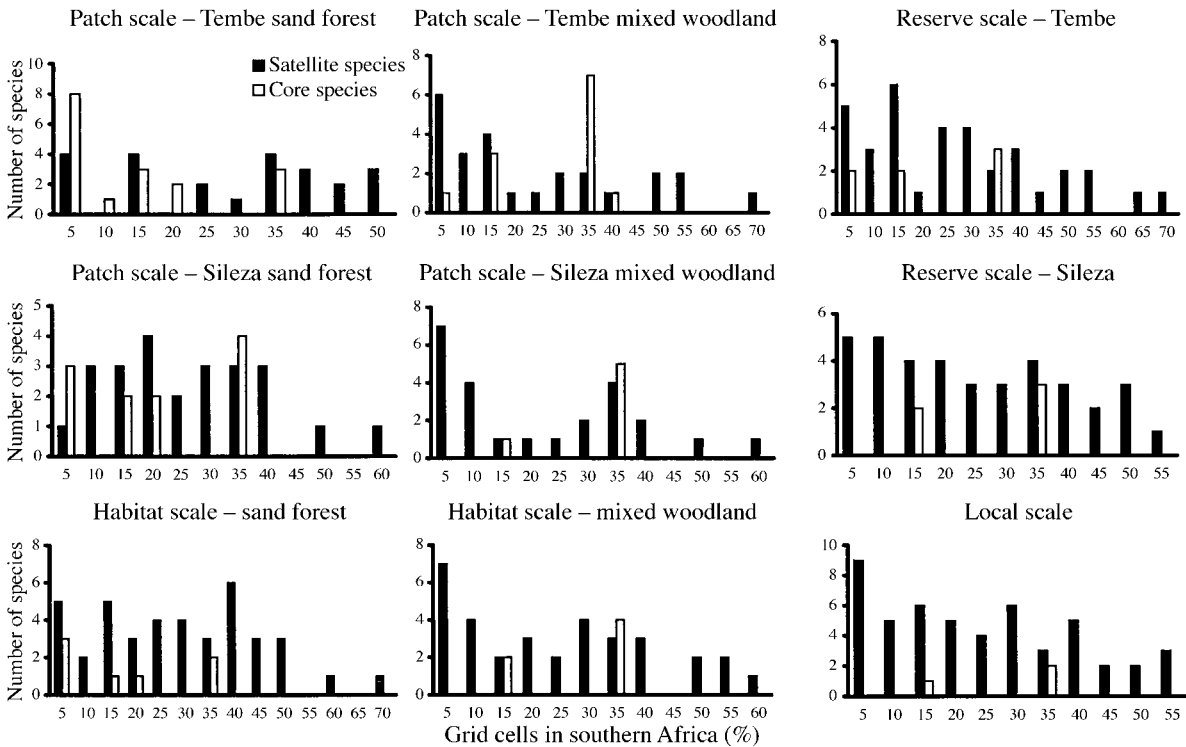 Patch scale – Tembe sand forest
Number of species
10
8
6
4
2
0
Satellite species
Core species
5 10 15 20 25 30 35 40 45 50
Patch scale – Tembe mixed woodland
8
6
4
2
0
5 10 15 20 25 30 35 40 50 55 60 65 70
Reserve scale – Tembe
8
6
4
2
0
5 10 15 20 25 30 35 40 45 50 55 60 65 70
Patch scale – Sileza sand forest
Number of species
5
4
3
2
1
0
5 10 15 20 25 30 35 40 45 50 60
Patch scale – Sileza mixed woodland
8
6
4
2
0
5 10 15 20 25 30 35 40 45 50 55 60
Reserve scale – Sileza
6
4
2
0
5 10 15 20 25 30 35 40 45 50 55
Habitat scale – sand forest
Number of species
8
6
4
2
0
5 10 15 20 25 30 35 40 45 50 55 60 65 70
Habitat scale – mixed woodland
8
6
4
2
0
5 10 15 20 25 30 35 40 45 50 55 60
Local scale
10
8
6
4
2
0
5 10 15 20 25 30 35 40 45 50 55
Grid cells in southern Africa (%)